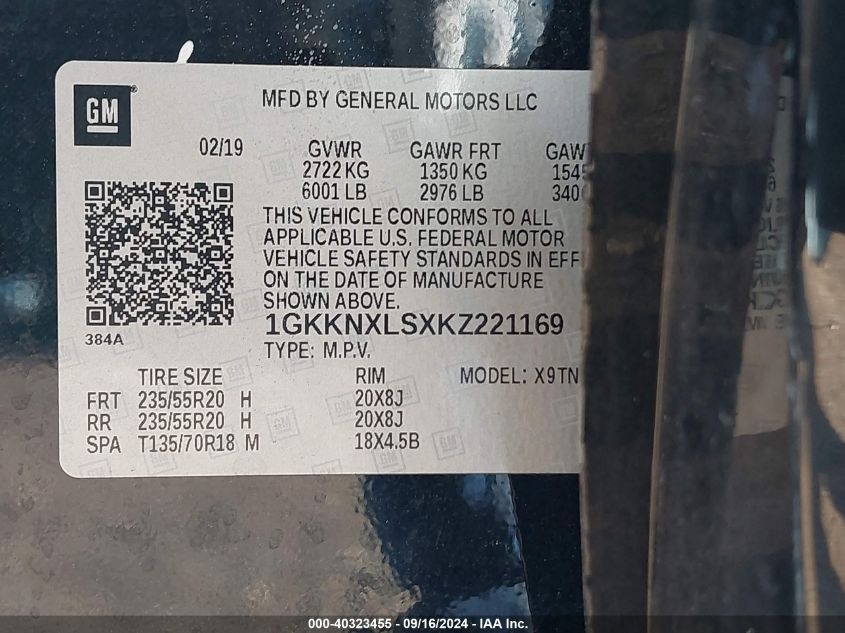 GM
MFD BY GENERAL MOTORS LLC
02/19 GVWR GAWR FRT
2722 KG 1350 KG
6001 LB 2976 LB
THIS VEHICLE CONFORMS TO ALL
APPLICABLE U.S. FEDERAL MOTOR
VEHICLE SAFETY STANDARDS IN EFF
ON THE DATE OF MANUFACTURE
SHOWN ABOVE.
1GKKNXLSXKZ221169
384A
TYPE: M.P.V.
TIRE SIZE RIM MODEL: X9TN
FRT 235/55R20 H 20X8J
RR 235/55R20 H 20X8J
SPA T135/70R18 M 18X4.5B
000-40323455 - 09/16/2024 - IAA Inc.